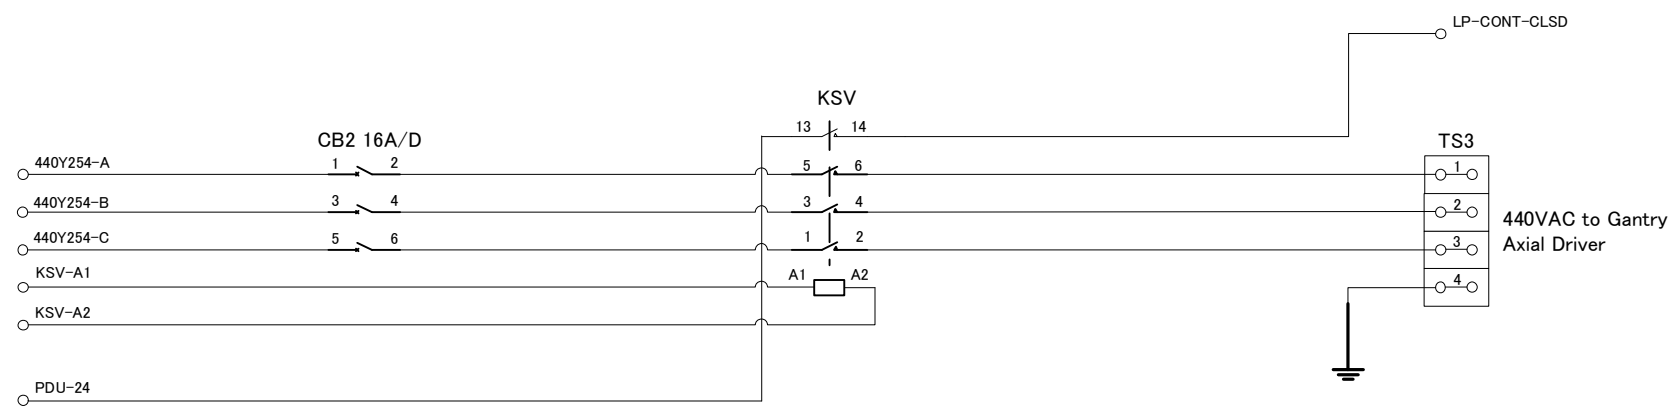 LP-CONT-CLSD
KSV
13 14
CB2 16A/D
TS3
440Y254-A
1 2
5 6
1
440Y254-B
3 4
3 4
2
440VAC to Gantry
Axial Driver
440Y254-C
5 6
1 2
3
KSV-A1
A1 A2
4
KSV-A2
PDU-24